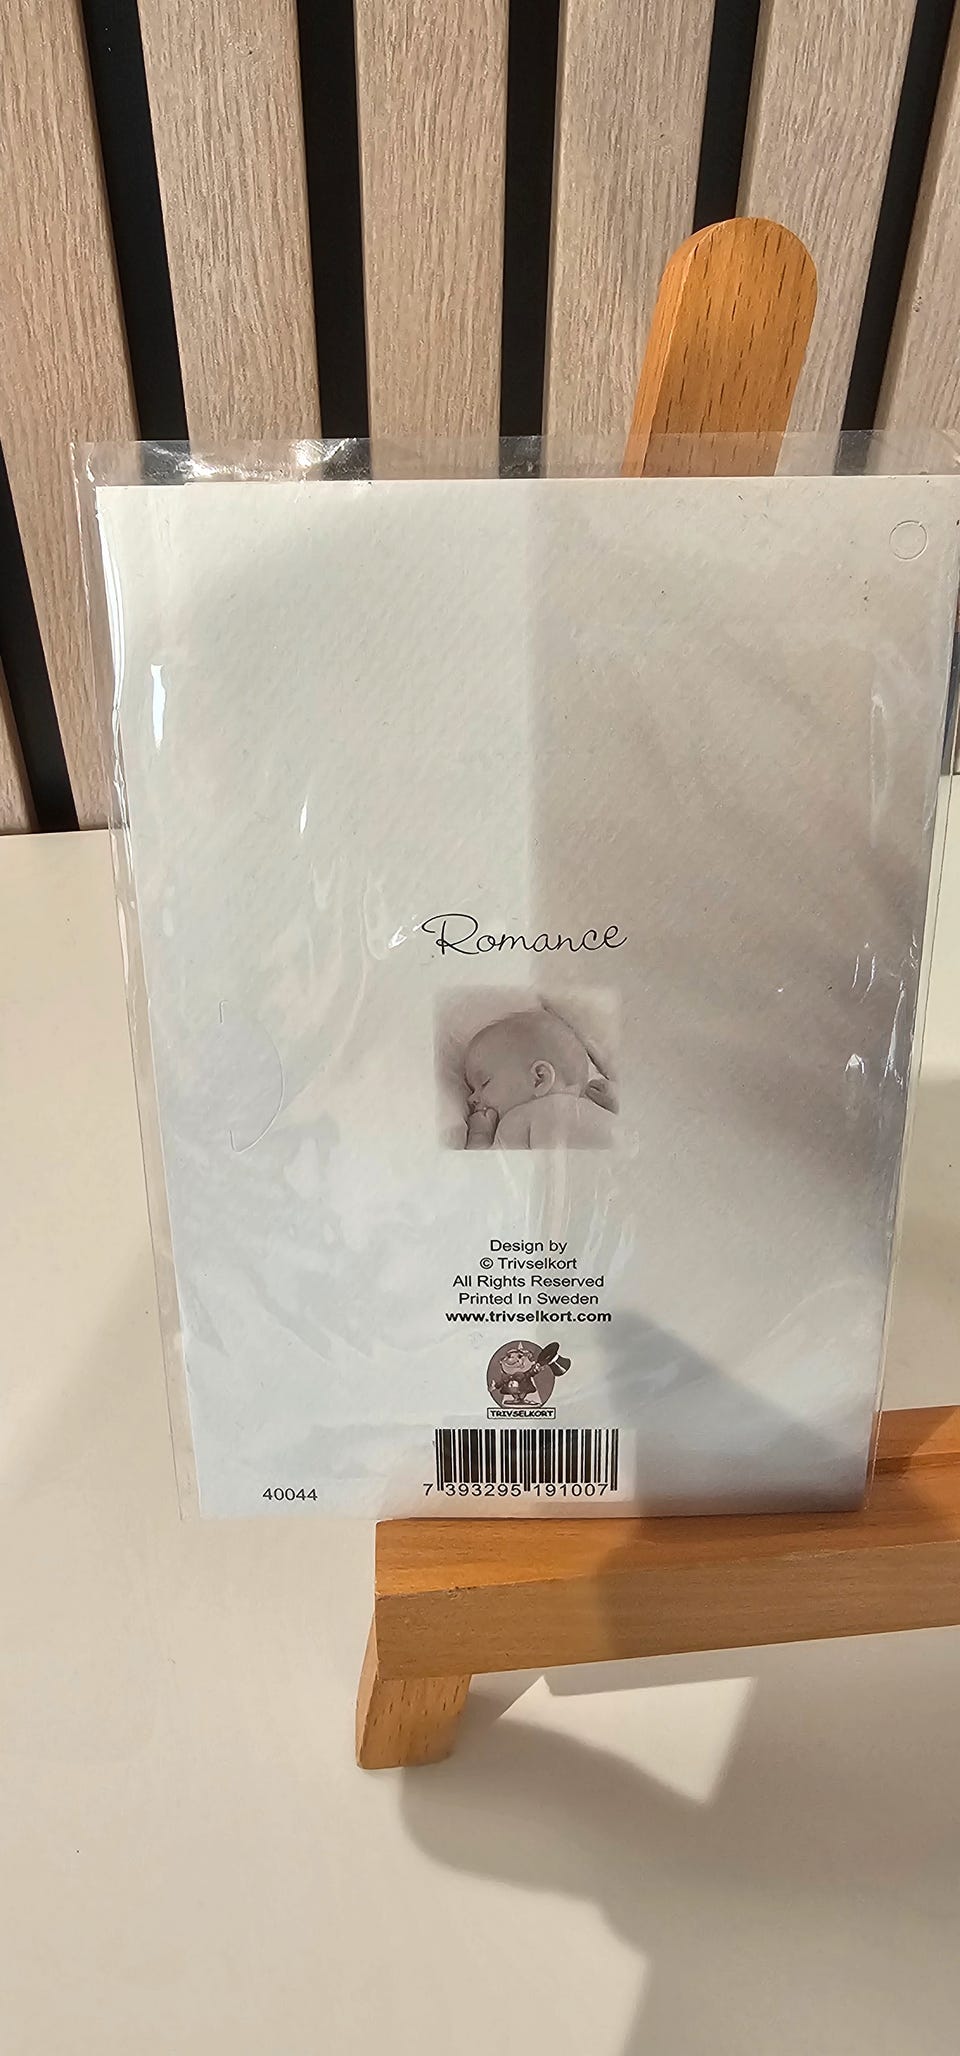 Romance
Design by
© Trivselkort
All Rights Reserved
Printed In Sweden
www.trivselkort.com
TRIVSELKORT
40044
7 393295 191007